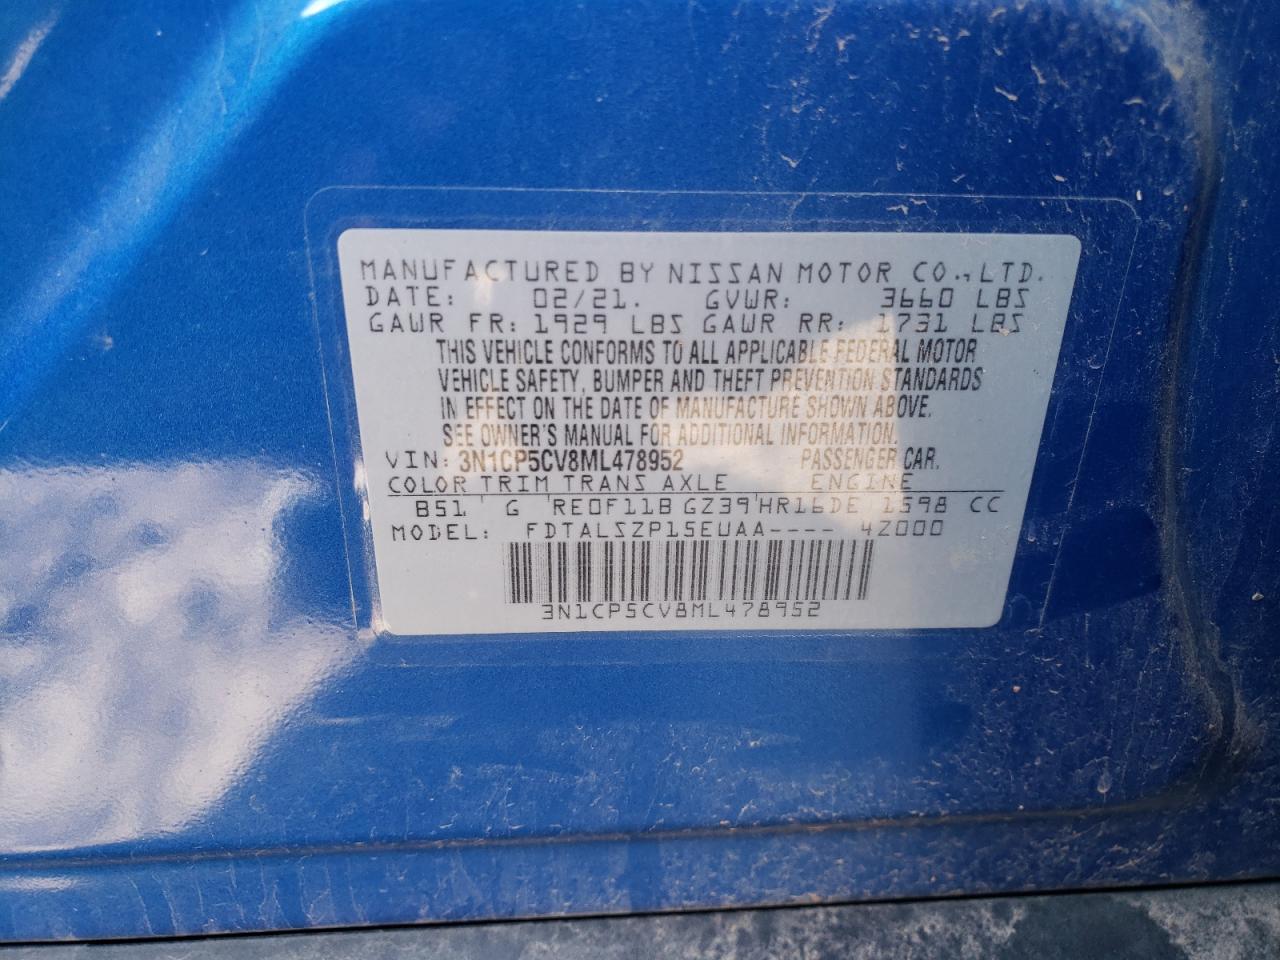 MANUFACTURED BY NISSAN MOTOR CO., LTD.
DATE: 02/21. GVWR: 3660 LBS
GAWR FR: 1929 LBS GAWR RR: 1731 LBS
THIS VEHICLE CONFORMS TO ALL APPLICABLE FEDERAL MOTOR
VEHICLE SAFETY, BUMPER AND THEFT PREVENTION STANDARDS
IN EFFECT ON THE DATE OF MANUFACTURE SHOWN ABOVE.
SEE OWNER'S MANUAL FOR ADDITIONAL INFORMATION.
VIN: 3N1CP5CV8ML478952 PASSENGER CAR.
COLOR TRIM TRANS AXLE ENGINE
B51 ' G ' RE0F11B GZ39'HR16DE 1598 CC
MODEL: FDTALSZP15EUAA---- 4Z000
3N1CP5CV8ML478952